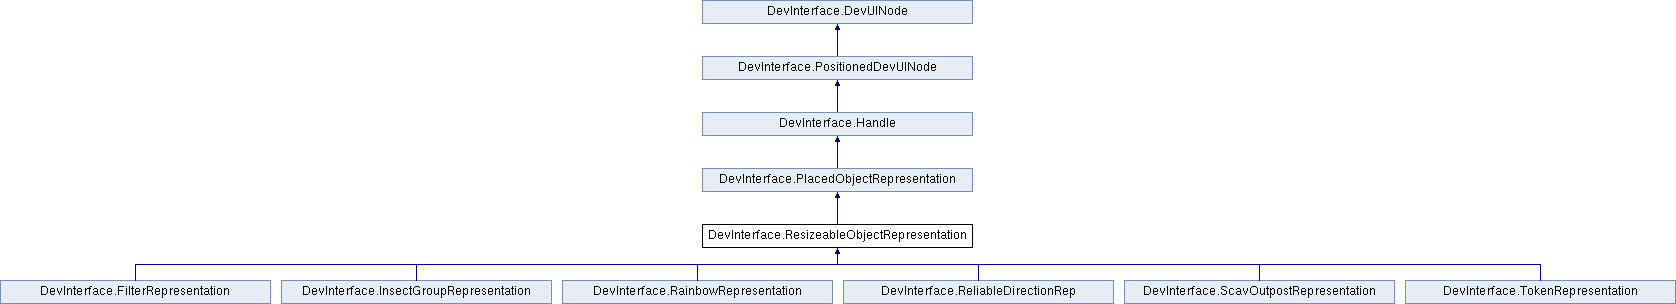 DevInterface.DevUINode
DevInterface.PositionedDevUINode
DevInterface.Handle
DevInterface.PlacedObjectRepresentation
DevInterface.ResizeableObjectRepresentation
DevInterface.FilterRepresentation
DevInterface.InsectGroupRepresentation
DevInterface.RainbowRepresentation
DevInterface.ReliableDirectionRep
DevInterface.ScavOutpostRepresentation
DevInterface.TokenRepresentation